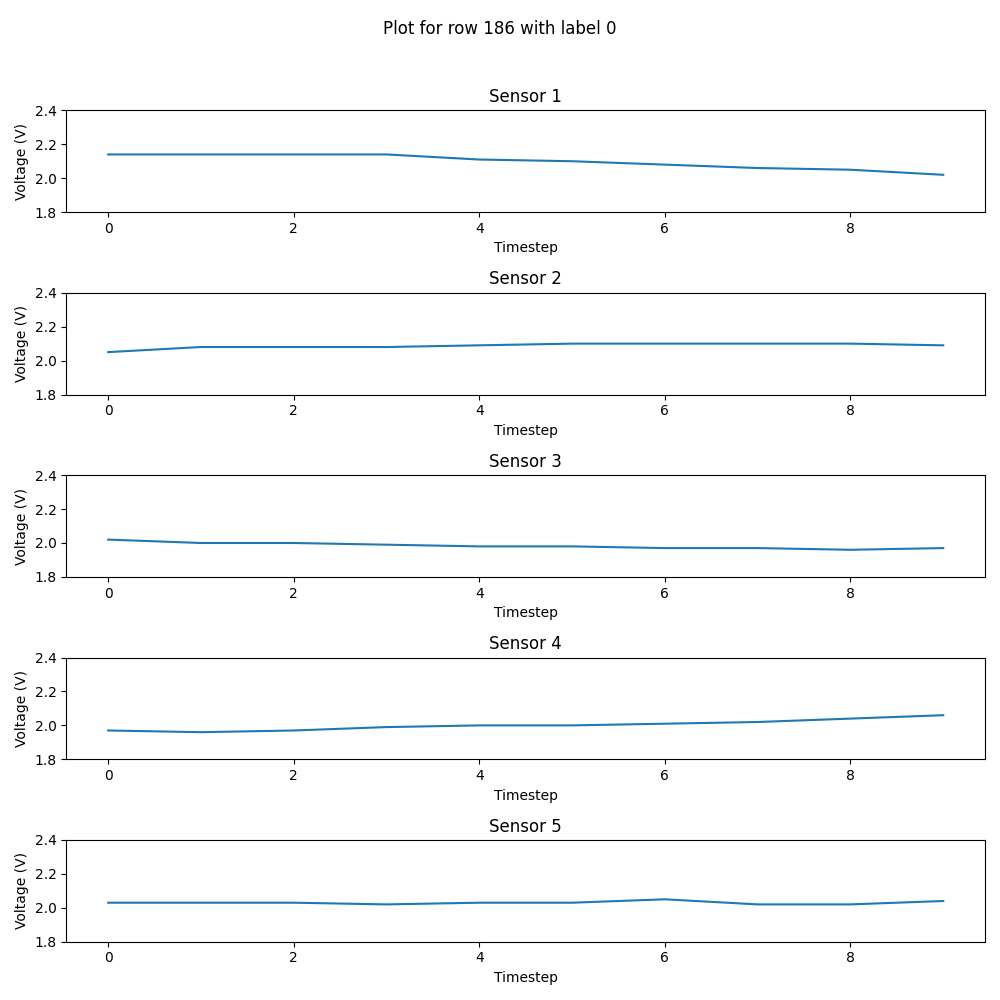 Plot for row 186 with label 0
Sensor 1
Voltage (V)
2.4
2.2
2.0
1.8
0 2 4 6 8
Timestep
Sensor 2
Voltage (V)
2.4
2.2
2.0
1.8
0 2 4 6 8
Timestep
Sensor 3
Voltage (V)
2.4
2.2
2.0
1.8
0 2 4 6 8
Timestep
Sensor 4
Voltage (V)
2.4
2.2
2.0
1.8
0 2 4 6 8
Timestep
Sensor 5
Voltage (V)
2.4
2.2
2.0
1.8
0 2 4 6 8
Timestep